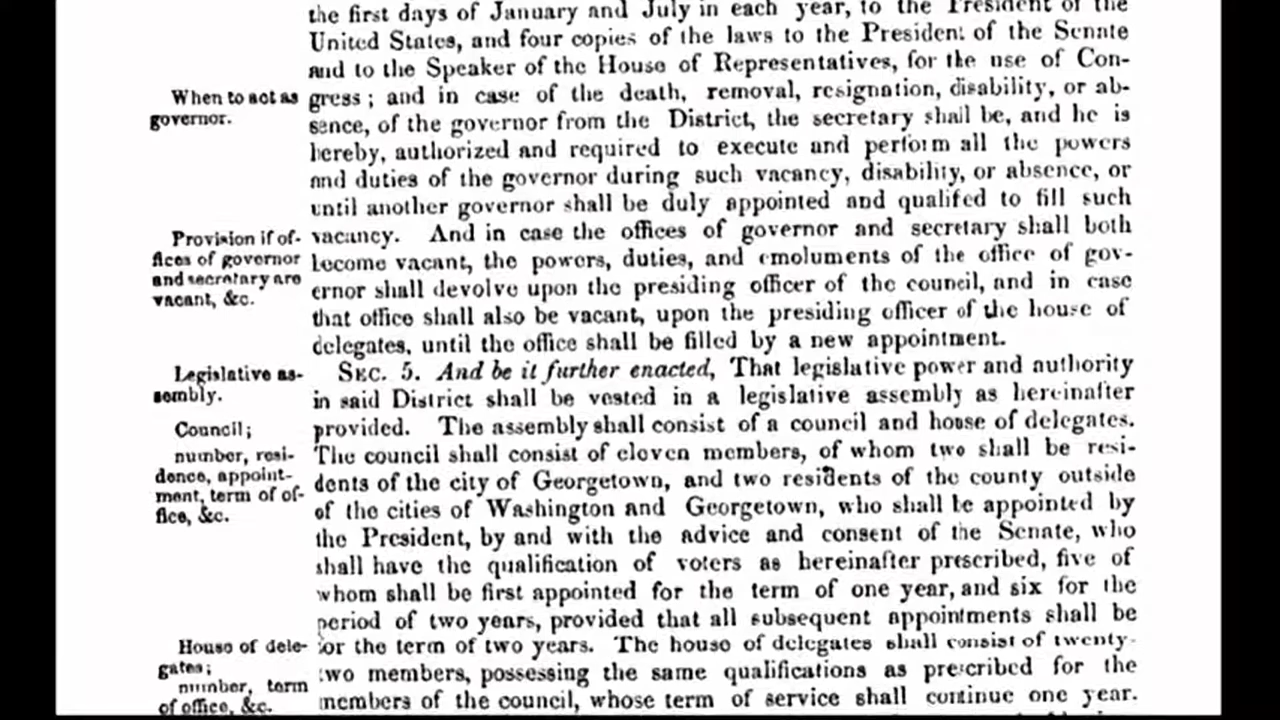 the first days of January and July in each year, to the President of the
United States, and four copies of the laws to the President of the Senate
and to the Speaker of the House of Representatives, for the use of Con-
When to act as
governor.
gress; and in case of the death, removal, resignation, disability, or ab-
sence, of the governor from the District, the secretary shall be, and he is
hereby, authorized and required to execute and perform all the powers
and duties of the governor during such vacancy, disability, or absence, or
until another governor shall be duly appointed and qualifed to fill such
Provision if of-
fices of governor
and secretary are
vacant, &c.
vacancy. And in case the offices of governor and secretary shall both
become vacant, the powers, duties, and emoluments of the office of gov-
ernor shall devolve upon the presiding officer of the council, and in case
that office shall also be vacant, upon the presiding officer of the house of
delegates, until the office shall be filled by a new appointment.
Legislative as-
sembly.
SEC. 5. And be it further enacted, That legislative power and authority
in said District shall be vested in a legislative assembly as hereinafter
Council;
number, resi-
dence, appoint-
ment, term of of-
fice, &c.
provided. The assembly shall consist of a council and house of delegates.
The council shall consist of eleven members, of whom two shall be resi-
dents of the city of Georgetown, and two residents of the county outside
of the cities of Washington and Georgetown, who shall be appointed by
the President, by and with the advice and consent of the Senate, who
shall have the qualification of voters as hereinafter prescribed, five of
whom shall be first appointed for the term of one year, and six for the
period of two years, provided that all subsequent appointments shall be
House of dele-
gates;
number, term
of office, &c.
for the term of two years. The house of delegates shall consist of twenty-
two members, possessing the same qualifications as prescribed for the
members of the council, whose term of service shall continue one year.